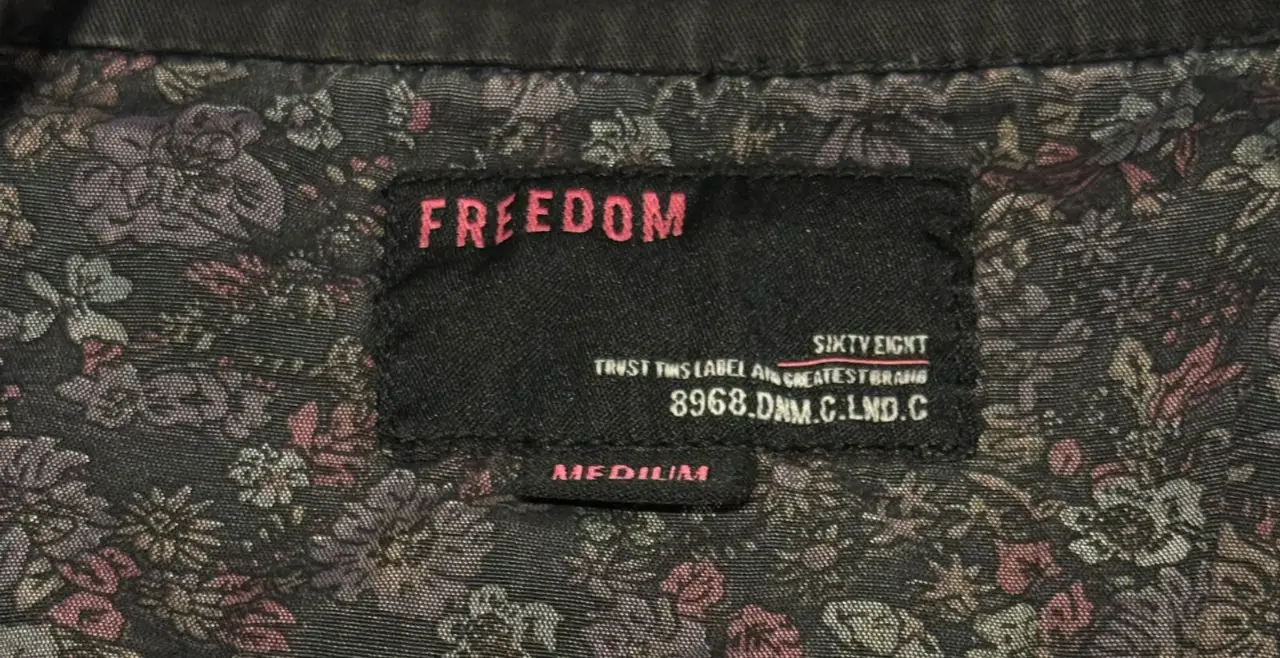 FREEDOM
SIXTY EIGHT
TRUST THIS LABEL AND GREATEST BRAND
8968.DNM.C.LND.C
MEDIUM